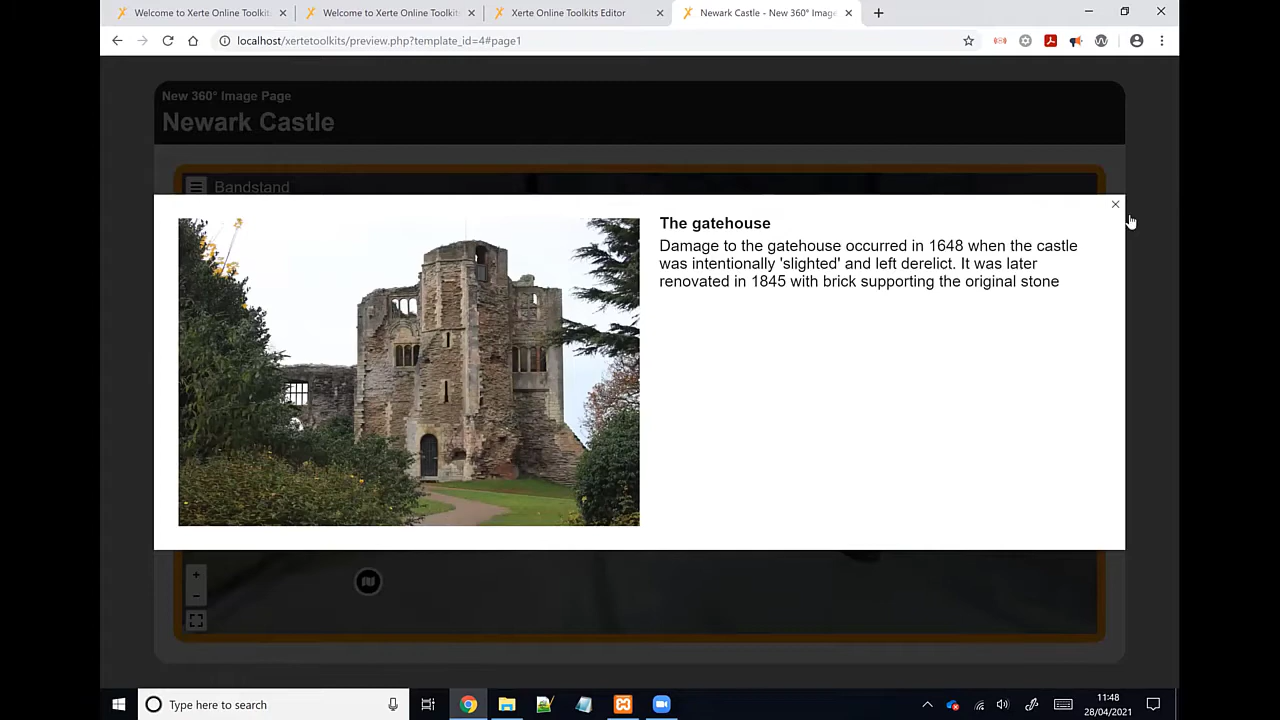 Welcome to Xerte Online Toolkit
Welcome to Xerte Online Toolkit
Xerte Online Toolkits Editor
Newark Castle - New 360° Imag
localhost/xertetoolkits/preview.php?template_id=4#page1
New 360° Image Page
Newark Castle
Bandstand
The gatehouse
Damage to the gatehouse occurred in 1648 when the castle
was intentionally 'slighted' and left derelict. It was later
renovated in 1845 with brick supporting the original stone
Type here to search
11:48
28/04/2021